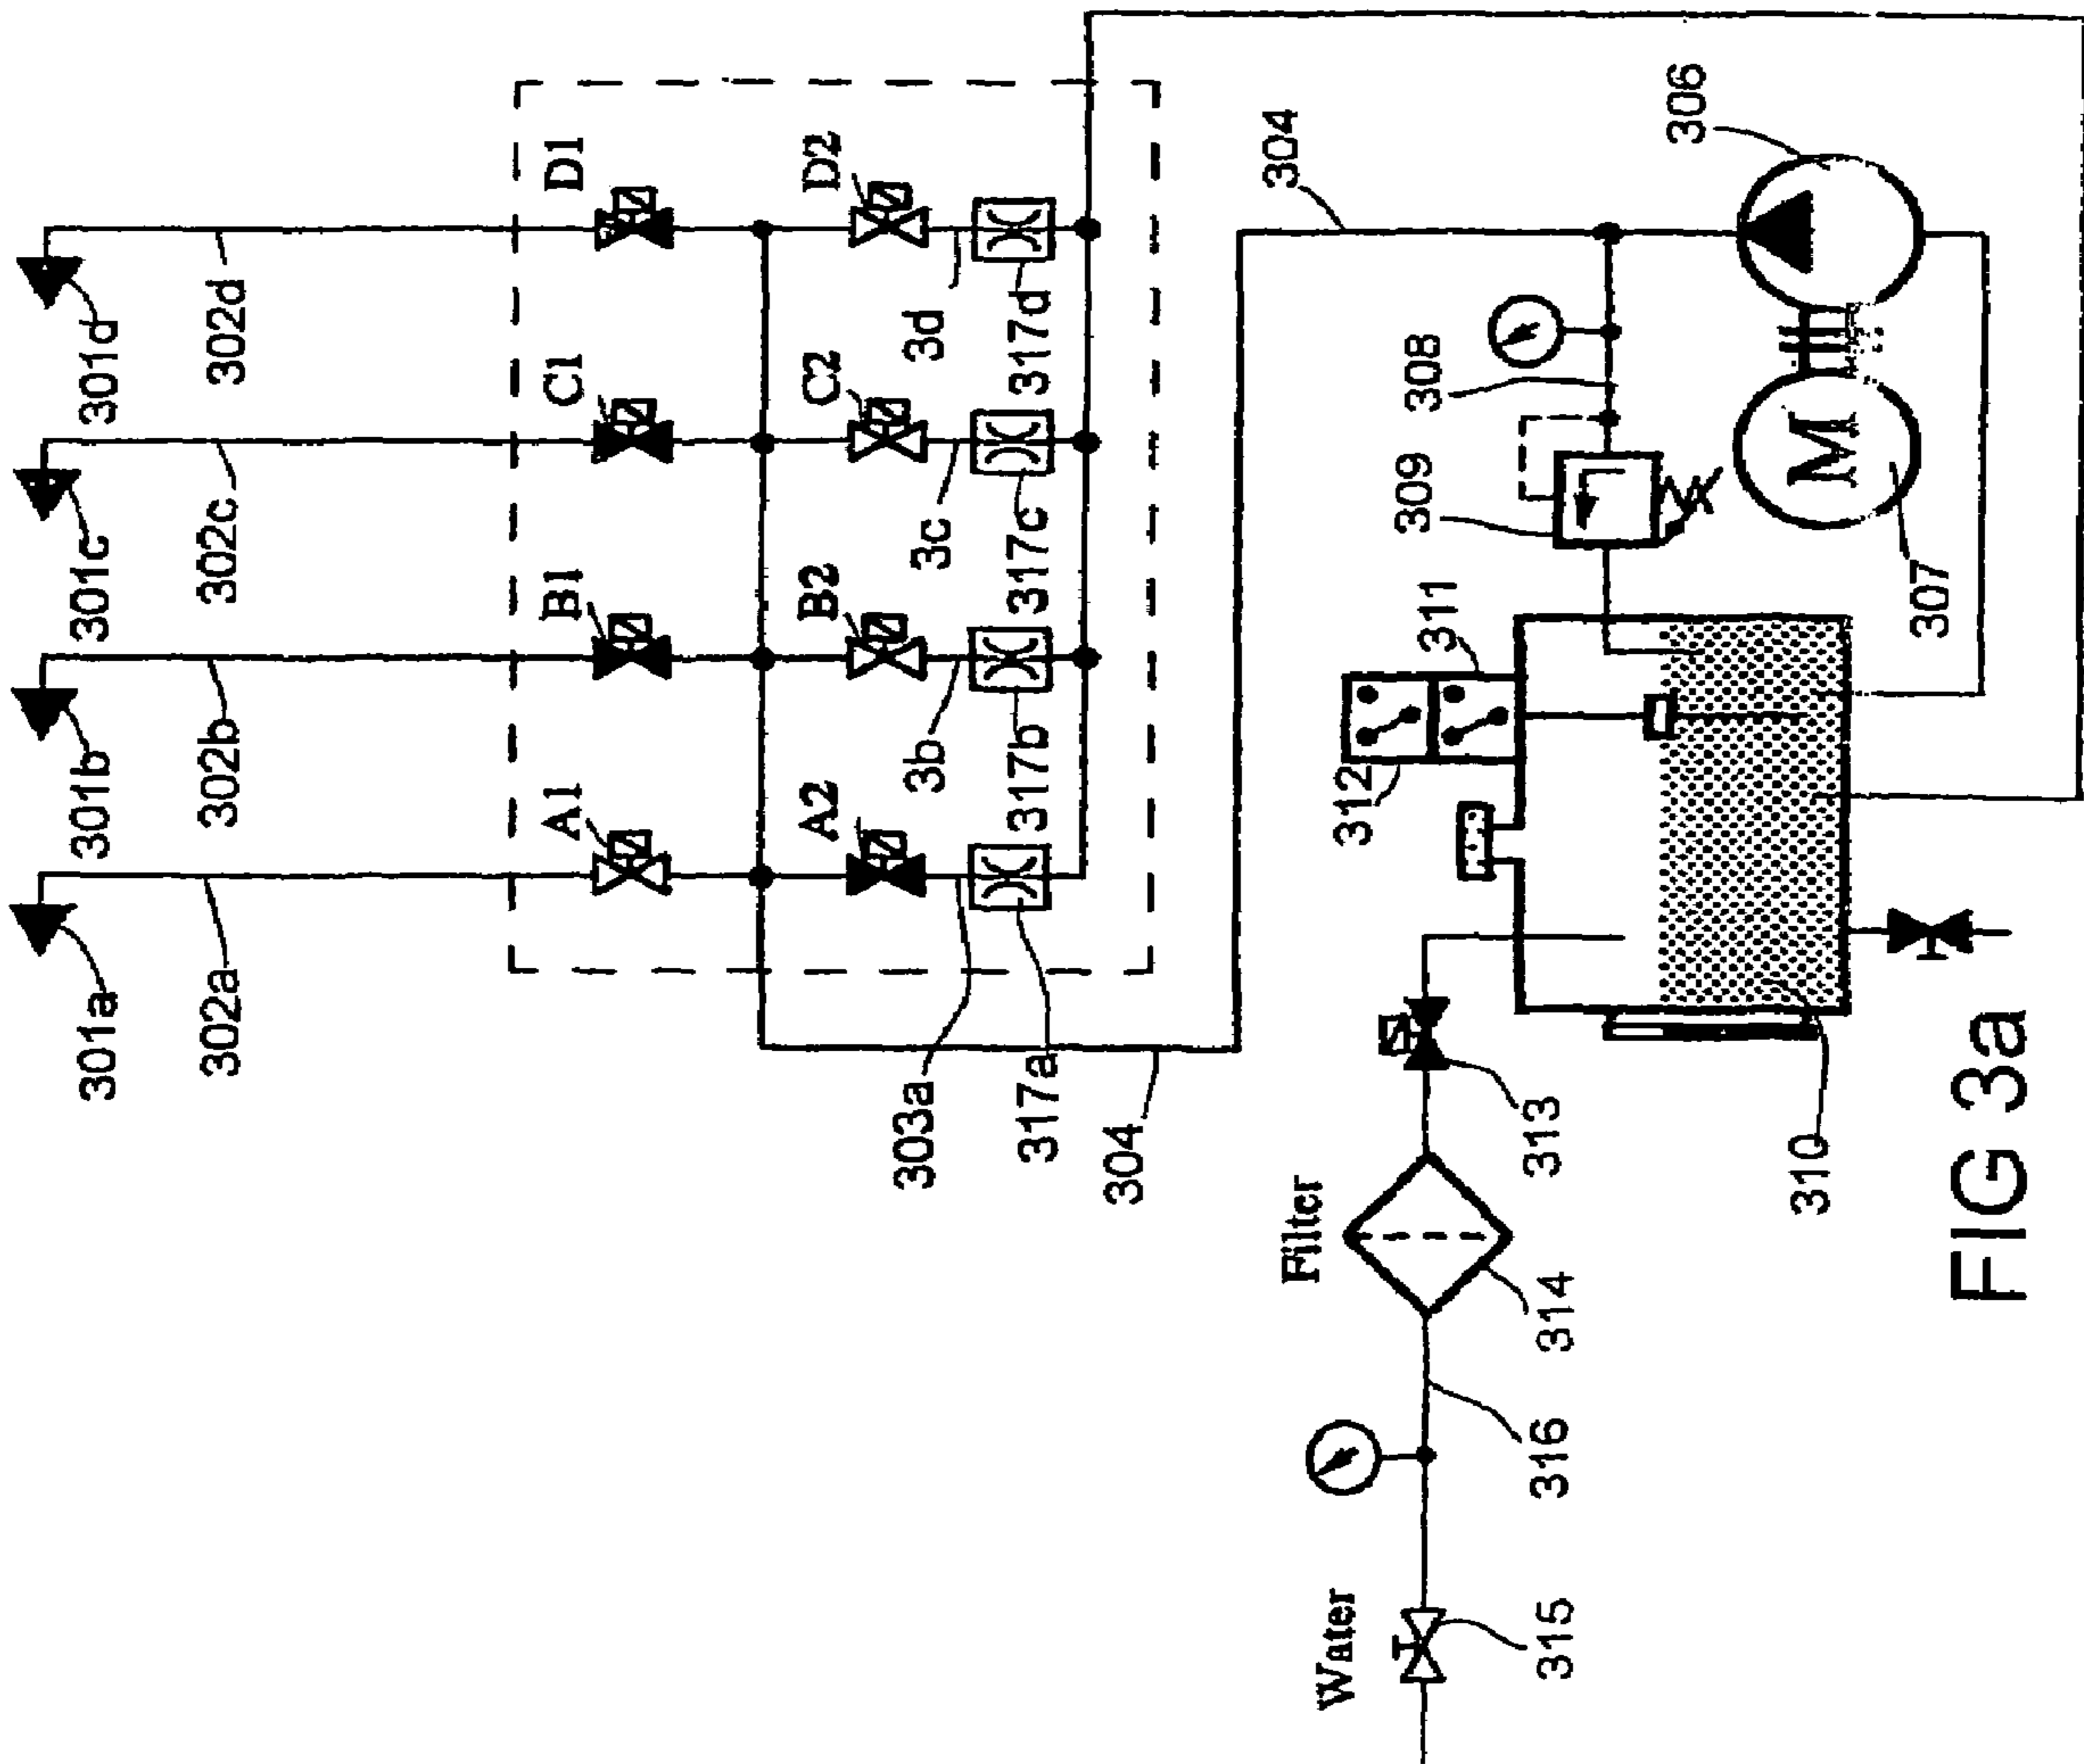 301a
301b
301c
301d
302a
302b
302c
302d
A1
B1
C1
D1
A2
B2
C2
D2
303a
3b
3c
3d
317a
317b
317c
317d
304
304
Filter
Water
312
311
309
308
306
313
314
316
315
310
307
M
FIG 3a